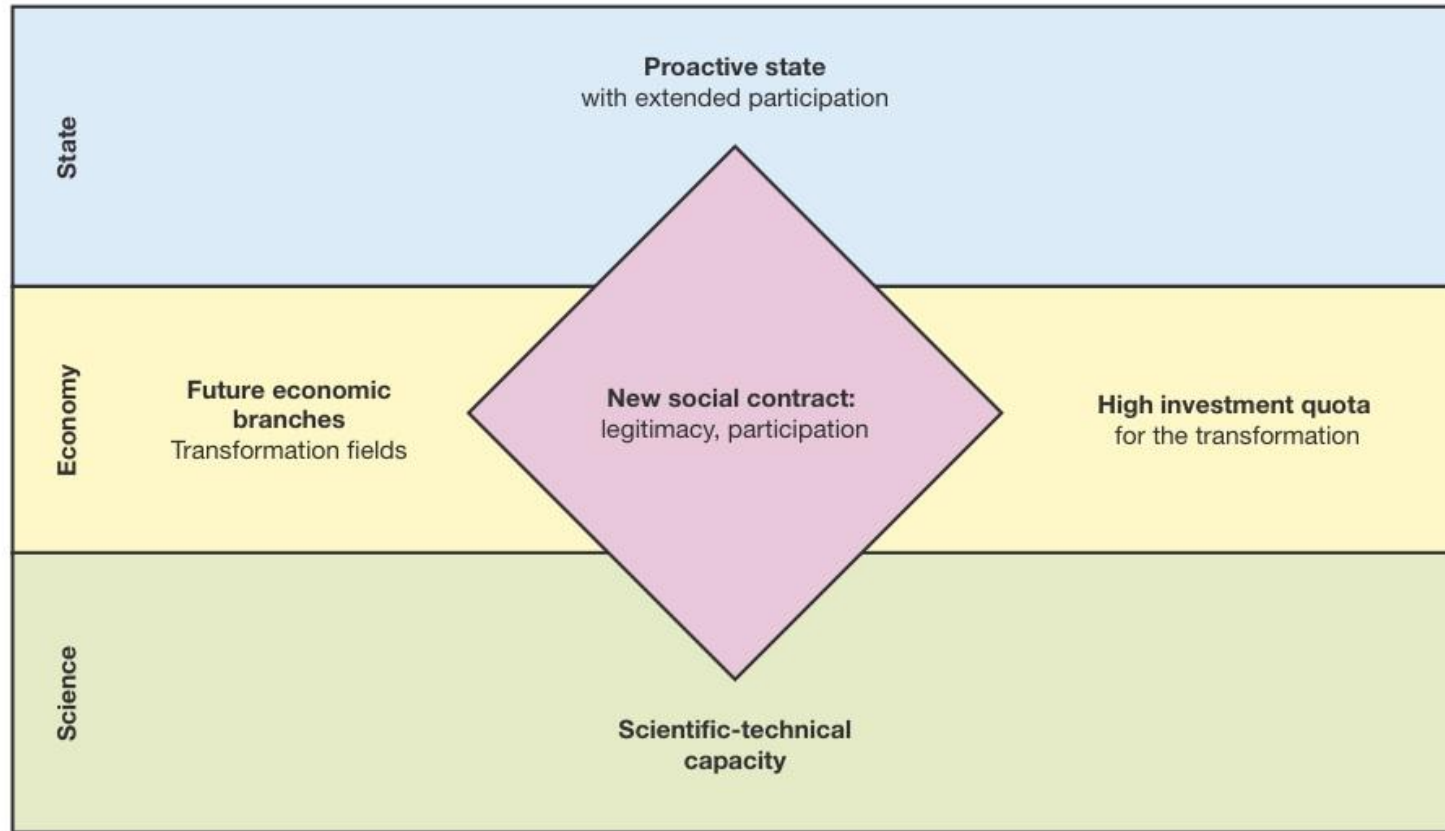 State
Proactive state
with extended participation
Economy
Future economic
branches
Transformation fields
New social contract:
legitimacy, participation
High investment quota
for the transformation
Science
Scientific-technical
capacity